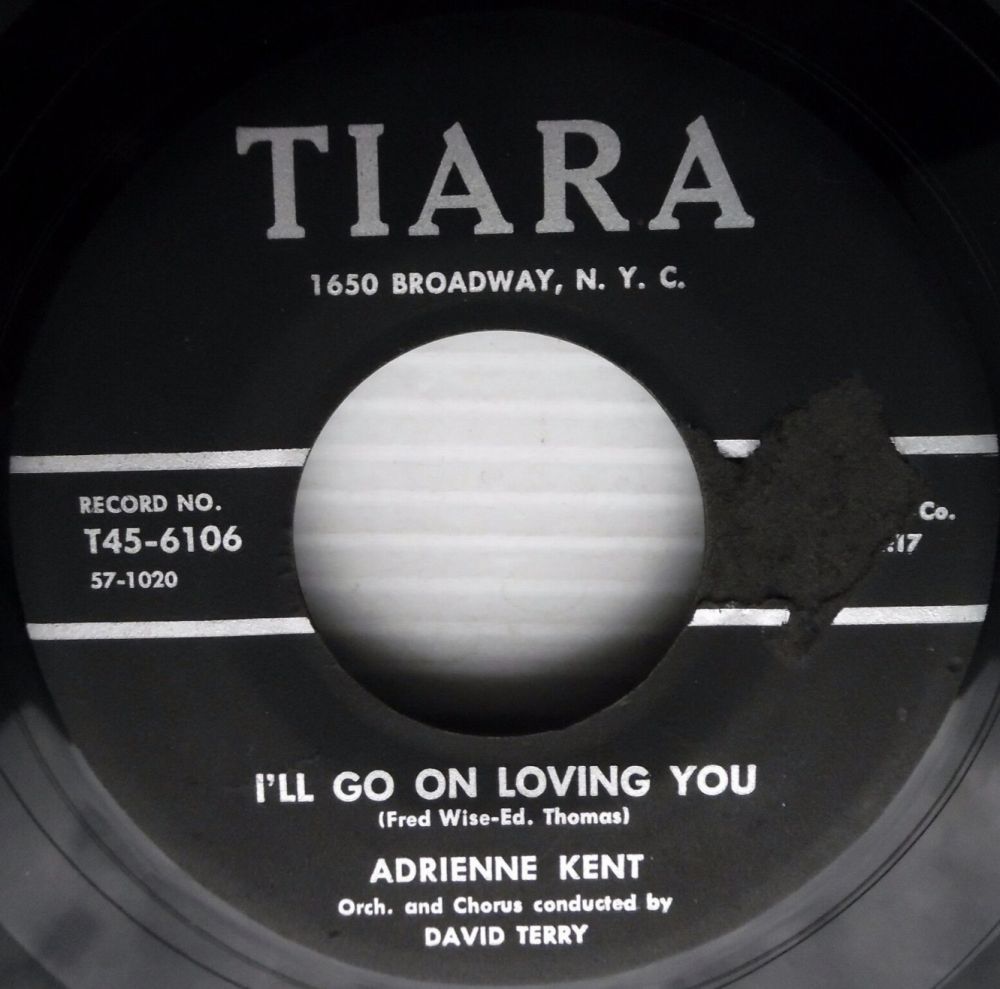 TIARA
1650 BROADWAY, N. Y. C.
RECORD NO.
T45-6106
57-1020
Co.
:17
I'LL GO ON LOVING YOU
(Fred Wise-Ed. Thomas)
ADRIENNE KENT
Orch. and Chorus conducted by
DAVID TERRY